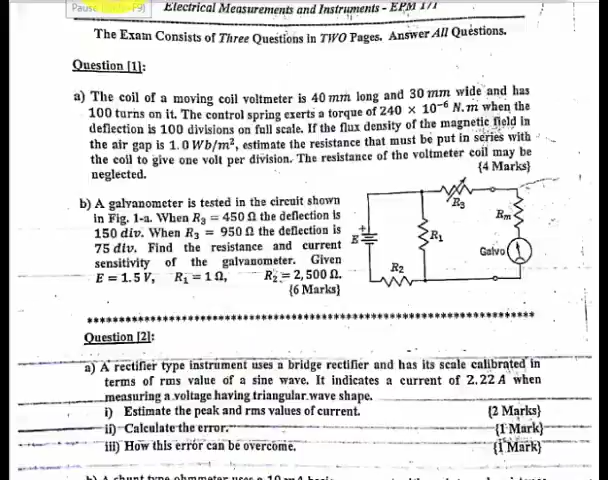 Pause
Electrical Measurements and Instruments - EPM 1/1
The Exam Consists of Three Questions in TWO Pages. Answer All Questions.
Question [1]:
a) The coil of a moving coil voltmeter is 40 mm long and 30 mm wide and has
100 turns on it. The control spring exerts a torque of 240 × 10⁻⁶ N.m when the
deflection is 100 divisions on full scale. If the flux density of the magnetic field in
the air gap is 1.0 Wb/m², estimate the resistance that must be put in series with
the coil to give one volt per division. The resistance of the voltmeter coil may be
neglected.
{4 Marks}
b) A galvanometer is tested in the circuit shown
in Fig. 1-a. When R₃ = 450 Ω the deflection is
150 div. When R₃ = 950 Ω the deflection is
75 div. Find the resistance and current
sensitivity of the galvanometer. Given
E = 1.5 V, R₁ = 1 Ω, R₂ = 2,500 Ω.
{6 Marks}
R₃
Rm
E
R₁
Galvo
R₂
Question [2]:
a) A rectifier type instrument uses a bridge rectifier and has its scale calibrated in
terms of rms value of a sine wave. It indicates a current of 2.22 A when
measuring a voltage having triangular wave shape.
i) Estimate the peak and rms values of current. {2 Marks}
ii) Calculate the error. {1 Mark}
iii) How this error can be overcome. {1 Mark}